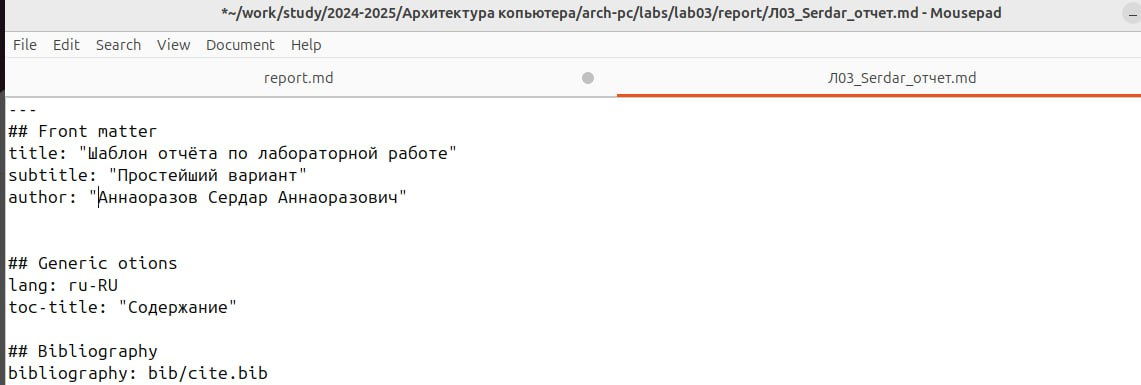 *~/work/study/2024-2025/Архитектура копьютера/arch-pc/labs/lab03/report/Л03_Serdar_отчет.md - Mousepad
File Edit Search View Document Help
report.md Л03_Serdar_отчет.md
---
## Front matter
title: "Шаблон отчёта по лабораторной работе"
subtitle: "Простейший вариант"
author: "Аннаоразов Сердар Аннаоразович"
## Generic otions
lang: ru-RU
toc-title: "Содержание"
## Bibliography
bibliography: bib/cite.bib